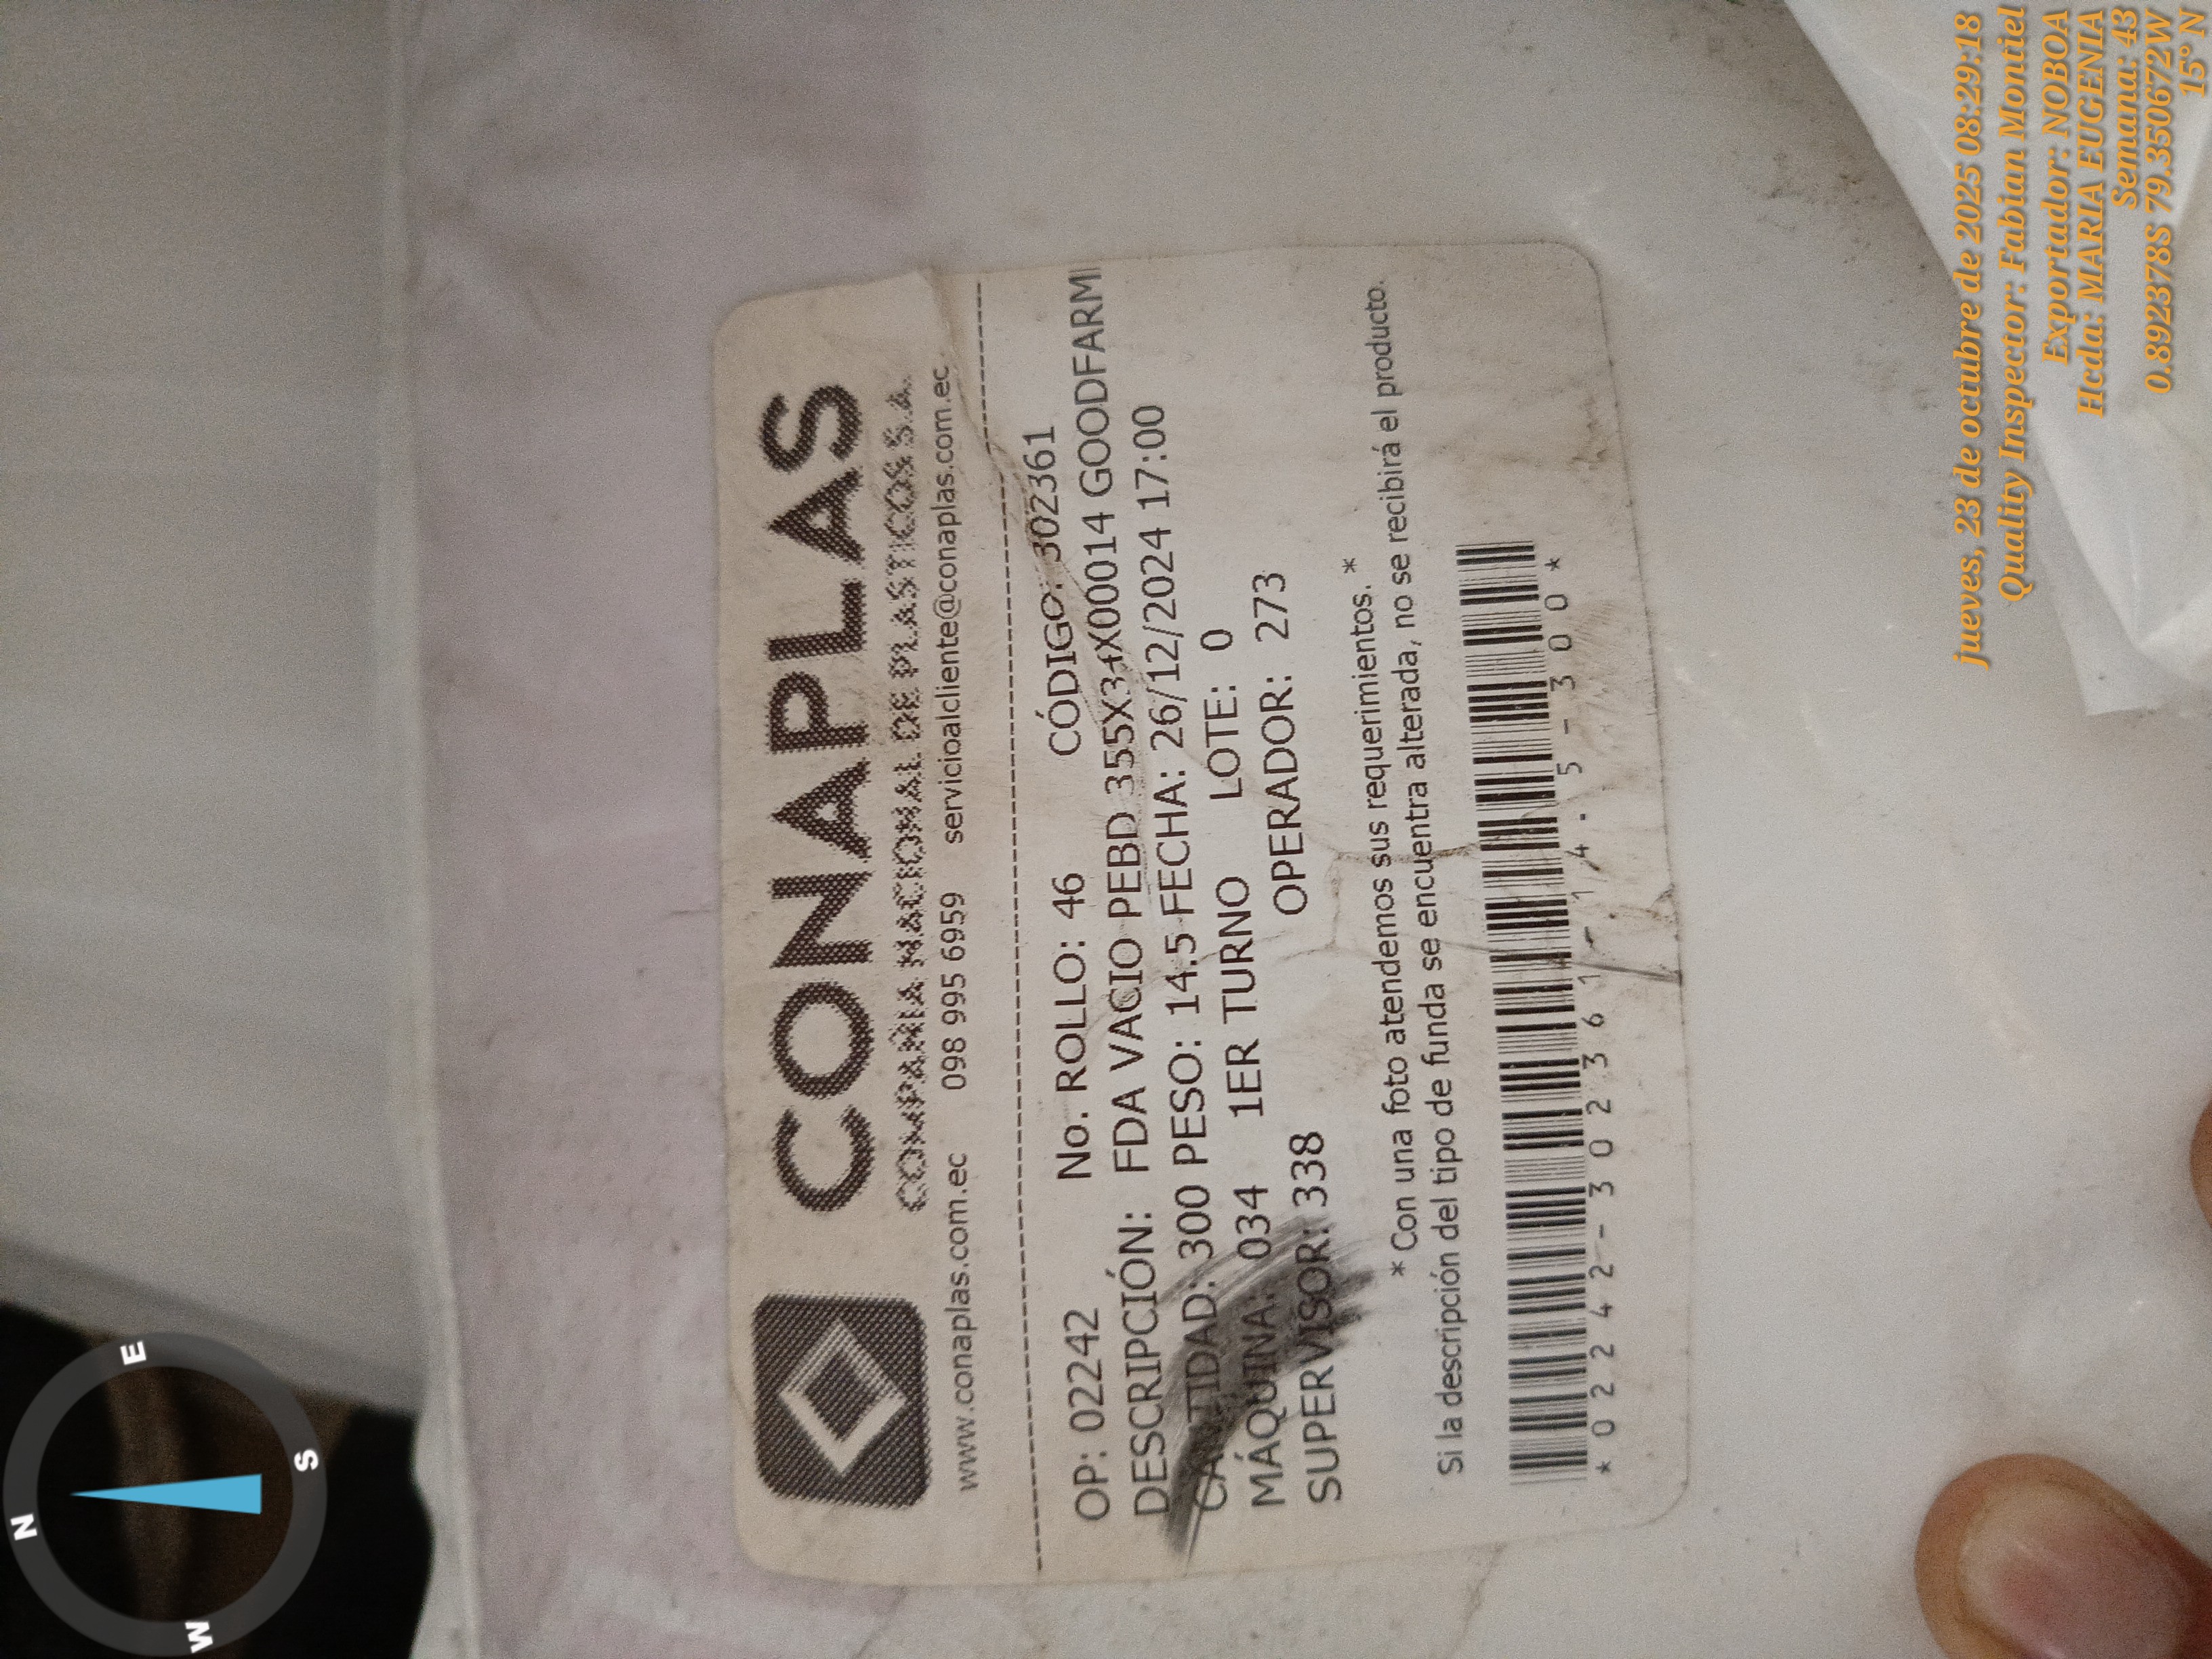 N
E
W
S
CONAPLAS
COMPAÑIA NACIONAL DE PLASTICOS S.A.
www.conaplas.com.ec 098 995 6959 servicioalcliente@conaplas.com.ec
OP: 02242 No. ROLLO: 46 CÓDIGO: 302361
DESCRIPCIÓN: FDA VACIO PEBD GOODFARM
CANTIDAD: 300 PESO: 14.5 FECHA: 26/12/2024 17:00
MÁQUINA: 034 1ER TURNO LOTE: 0
SUPERVISOR: 338 OPERADOR: 273
* Con una foto atendemos sus requerimientos. *
Si la descripción del tipo de funda se encuentra alterada, no se recibirá el producto.
*02242-302361-14.5-300*
jueves, 23 de octubre de 2025 08:29:18
Quality Inspector: Fabian Montiel
Exportador: NOBOA
Hcda: MARIA EUGENIA
Semana: 43
0.892378S 79.350672W
15° N